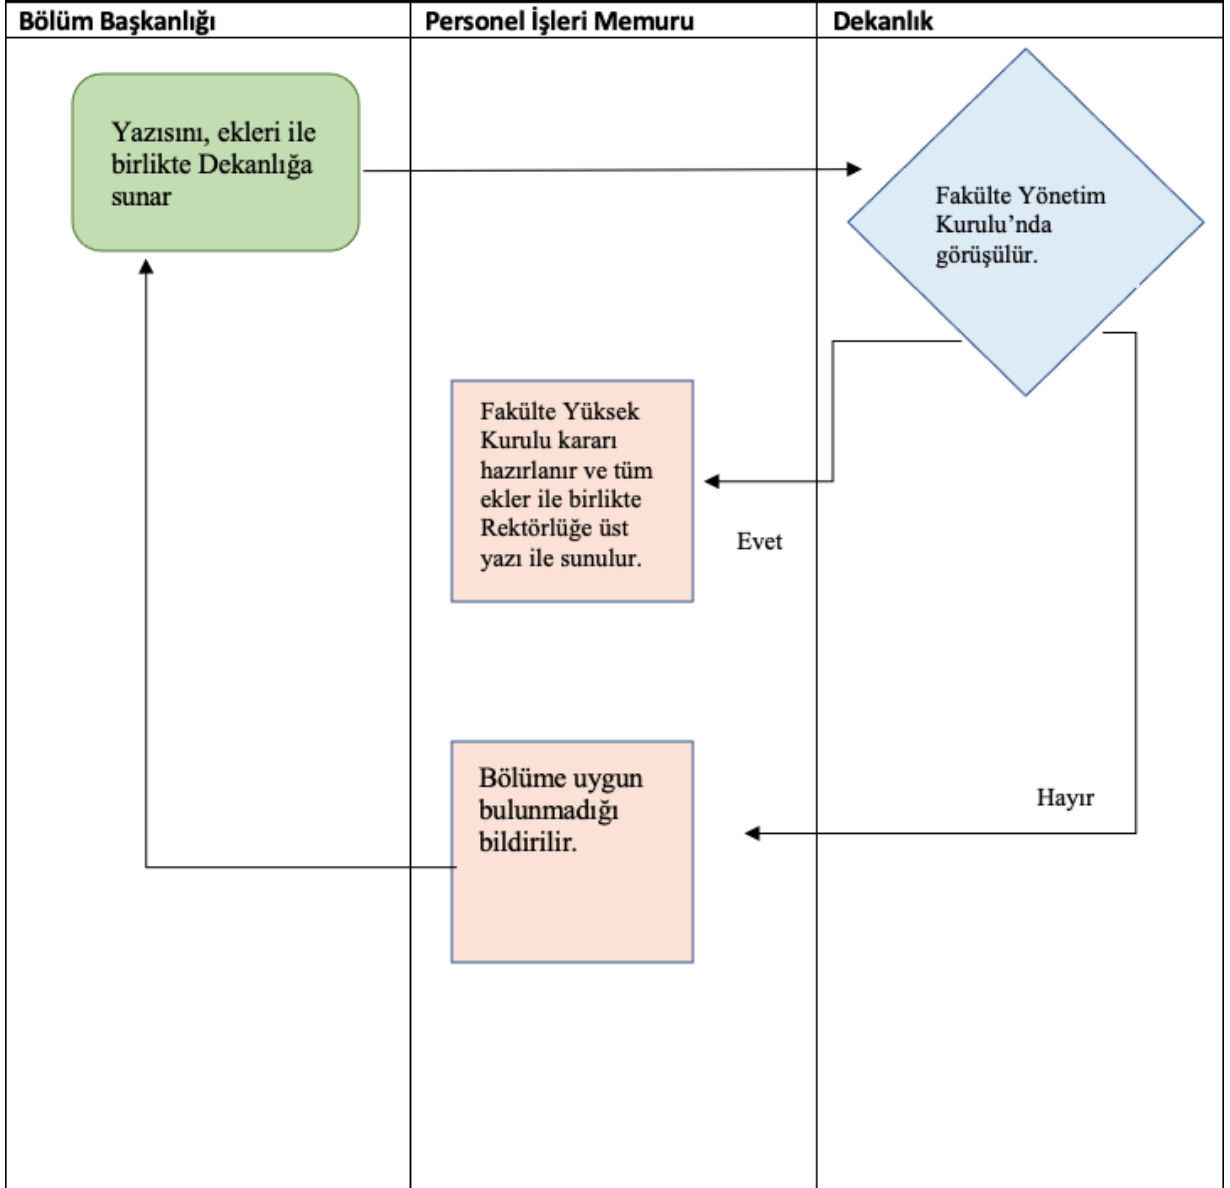 Bölüm Başkanlığı
Personel İşleri Memuru
Dekanlık
Yazısını, ekleri ile
birlikte Dekanlığa
sunar
Fakülte Yönetim
Kurulu’nda
görüşülür.
Fakülte Yüksek
Kurulu kararı
hazırlanır ve tüm
ekler ile birlikte
Rektörlüğe üst
yazı ile sunulur.
Evet
Bölüme uygun
bulunmadığı
bildirilir.
Hayır